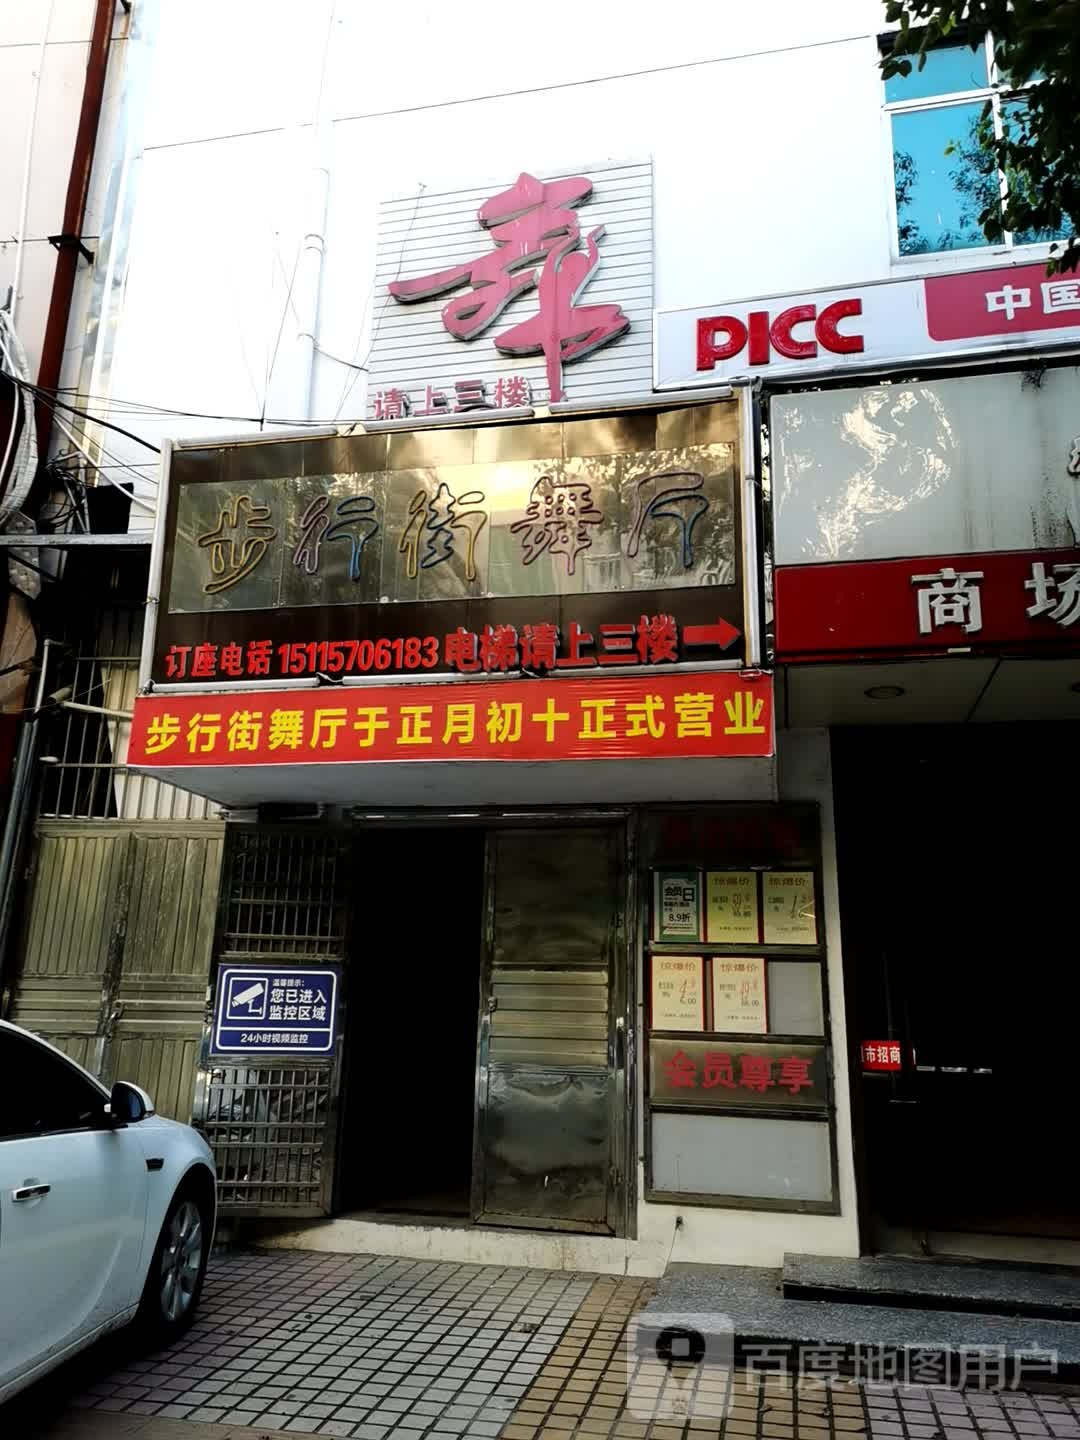 舞
请上三楼
PICC 中国
步行街舞厅
订座电话 15115706183 电梯请上三楼
商场
步行街舞厅于正月初十正式营业
会员日
8.9折
惊爆价
惊爆价
惊爆价
惊爆价
温馨提示:
您已进入
监控区域
24小时视频监控
市招商
会员尊享
百度地图用户